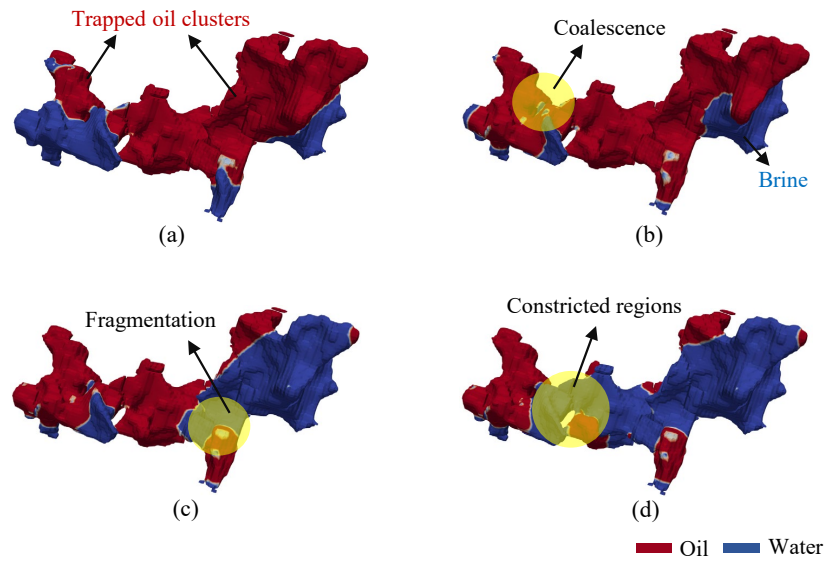 Trapped oil clusters
Coalescence
Brine
(a)
(b)
Fragmentation
Constricted regions
(c)
(d)
Oil
Water